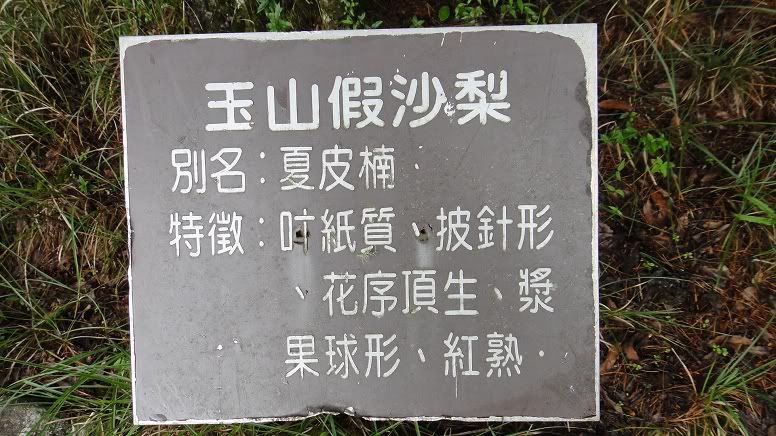 玉山假沙梨
別名：夏皮楠．
特徵：紙質、披針形
、花序頂生、漿
果球形、紅熟．